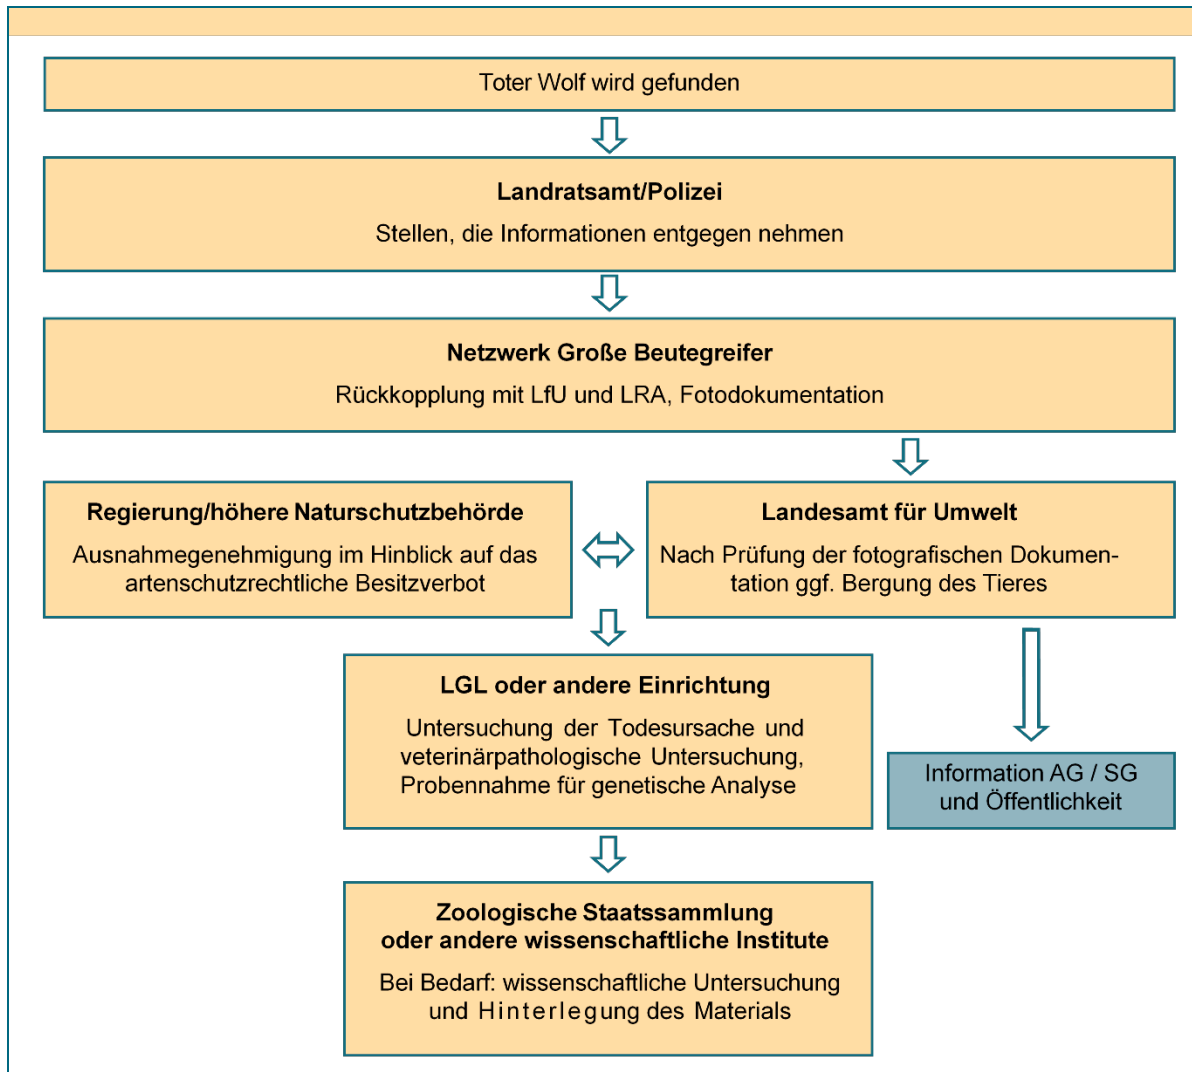 Toter Wolf wird gefunden
Landratsamt/Polizei
Stellen, die Informationen entgegen nehmen
Netzwerk Große Beutegreifer
Rückkopplung mit LfU und LRA, Fotodokumentation
Regierung/höhere Naturschutzbehörde
Ausnahmegenehmigung im Hinblick auf das
artenschutzrechtliche Besitzverbot
Landesamt für Umwelt
Nach Prüfung der fotografischen Dokumen-
tation ggf. Bergung des Tieres
LGL oder andere Einrichtung
Untersuchung der Todesursache und
veterinärpathologische Untersuchung,
Probennahme für genetische Analyse
Information AG / SG
und Öffentlichkeit
Zoologische Staatssammlung
oder andere wissenschaftliche Institute
Bei Bedarf: wissenschaftliche Untersuchung
und Hinterlegung des Materials